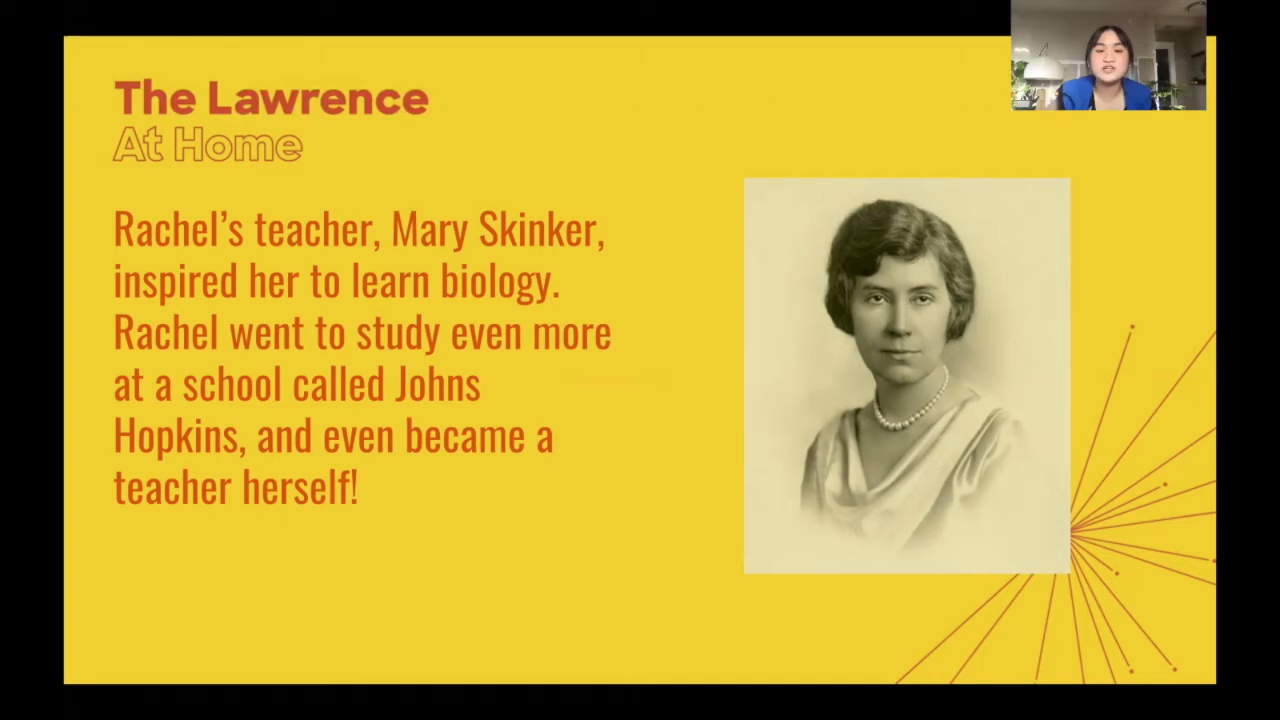 The Lawrence
At Home
Rachel’s teacher, Mary Skinker,
inspired her to learn biology.
Rachel went to study even more
at a school called Johns
Hopkins, and even became a
teacher herself!